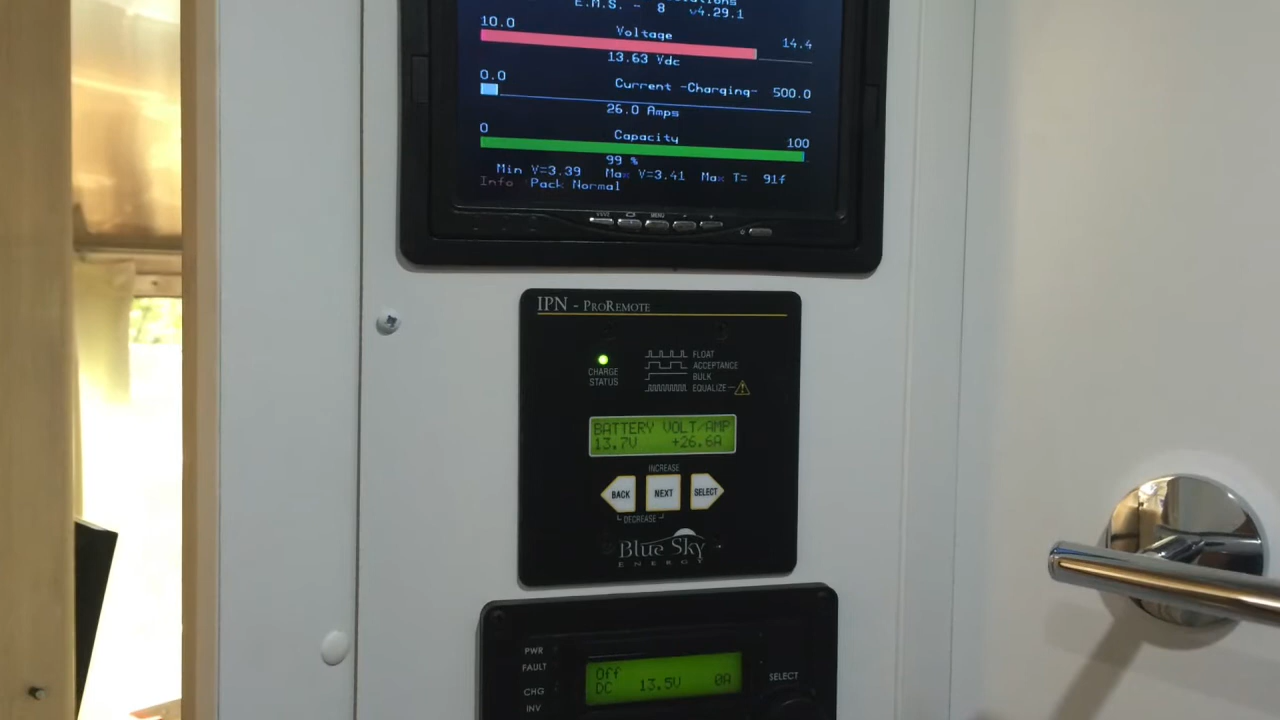 E.M.S. - 8 v4.29.1
10.0 Voltage 14.4
13.63 Vdc
0.0 Current -Charging- 500.0
26.0 Amps
0 Capacity 100
99 %
Min V=3.39 Max V=3.41 Max T= 91f
Info Pack Normal
MENU
IPN - PROREMOTE
CHARGE
STATUS
FLOAT
ACCEPTANCE
BULK
EQUALIZE
BATTERY VOLT/AMP
13.7V +26.6A
INCREASE
BACK NEXT SELECT
DECREASE
Blue Sky
ENERGY
PWR
FAULT
CHG
INV
Off
DC 13.5V 0A
SELECT